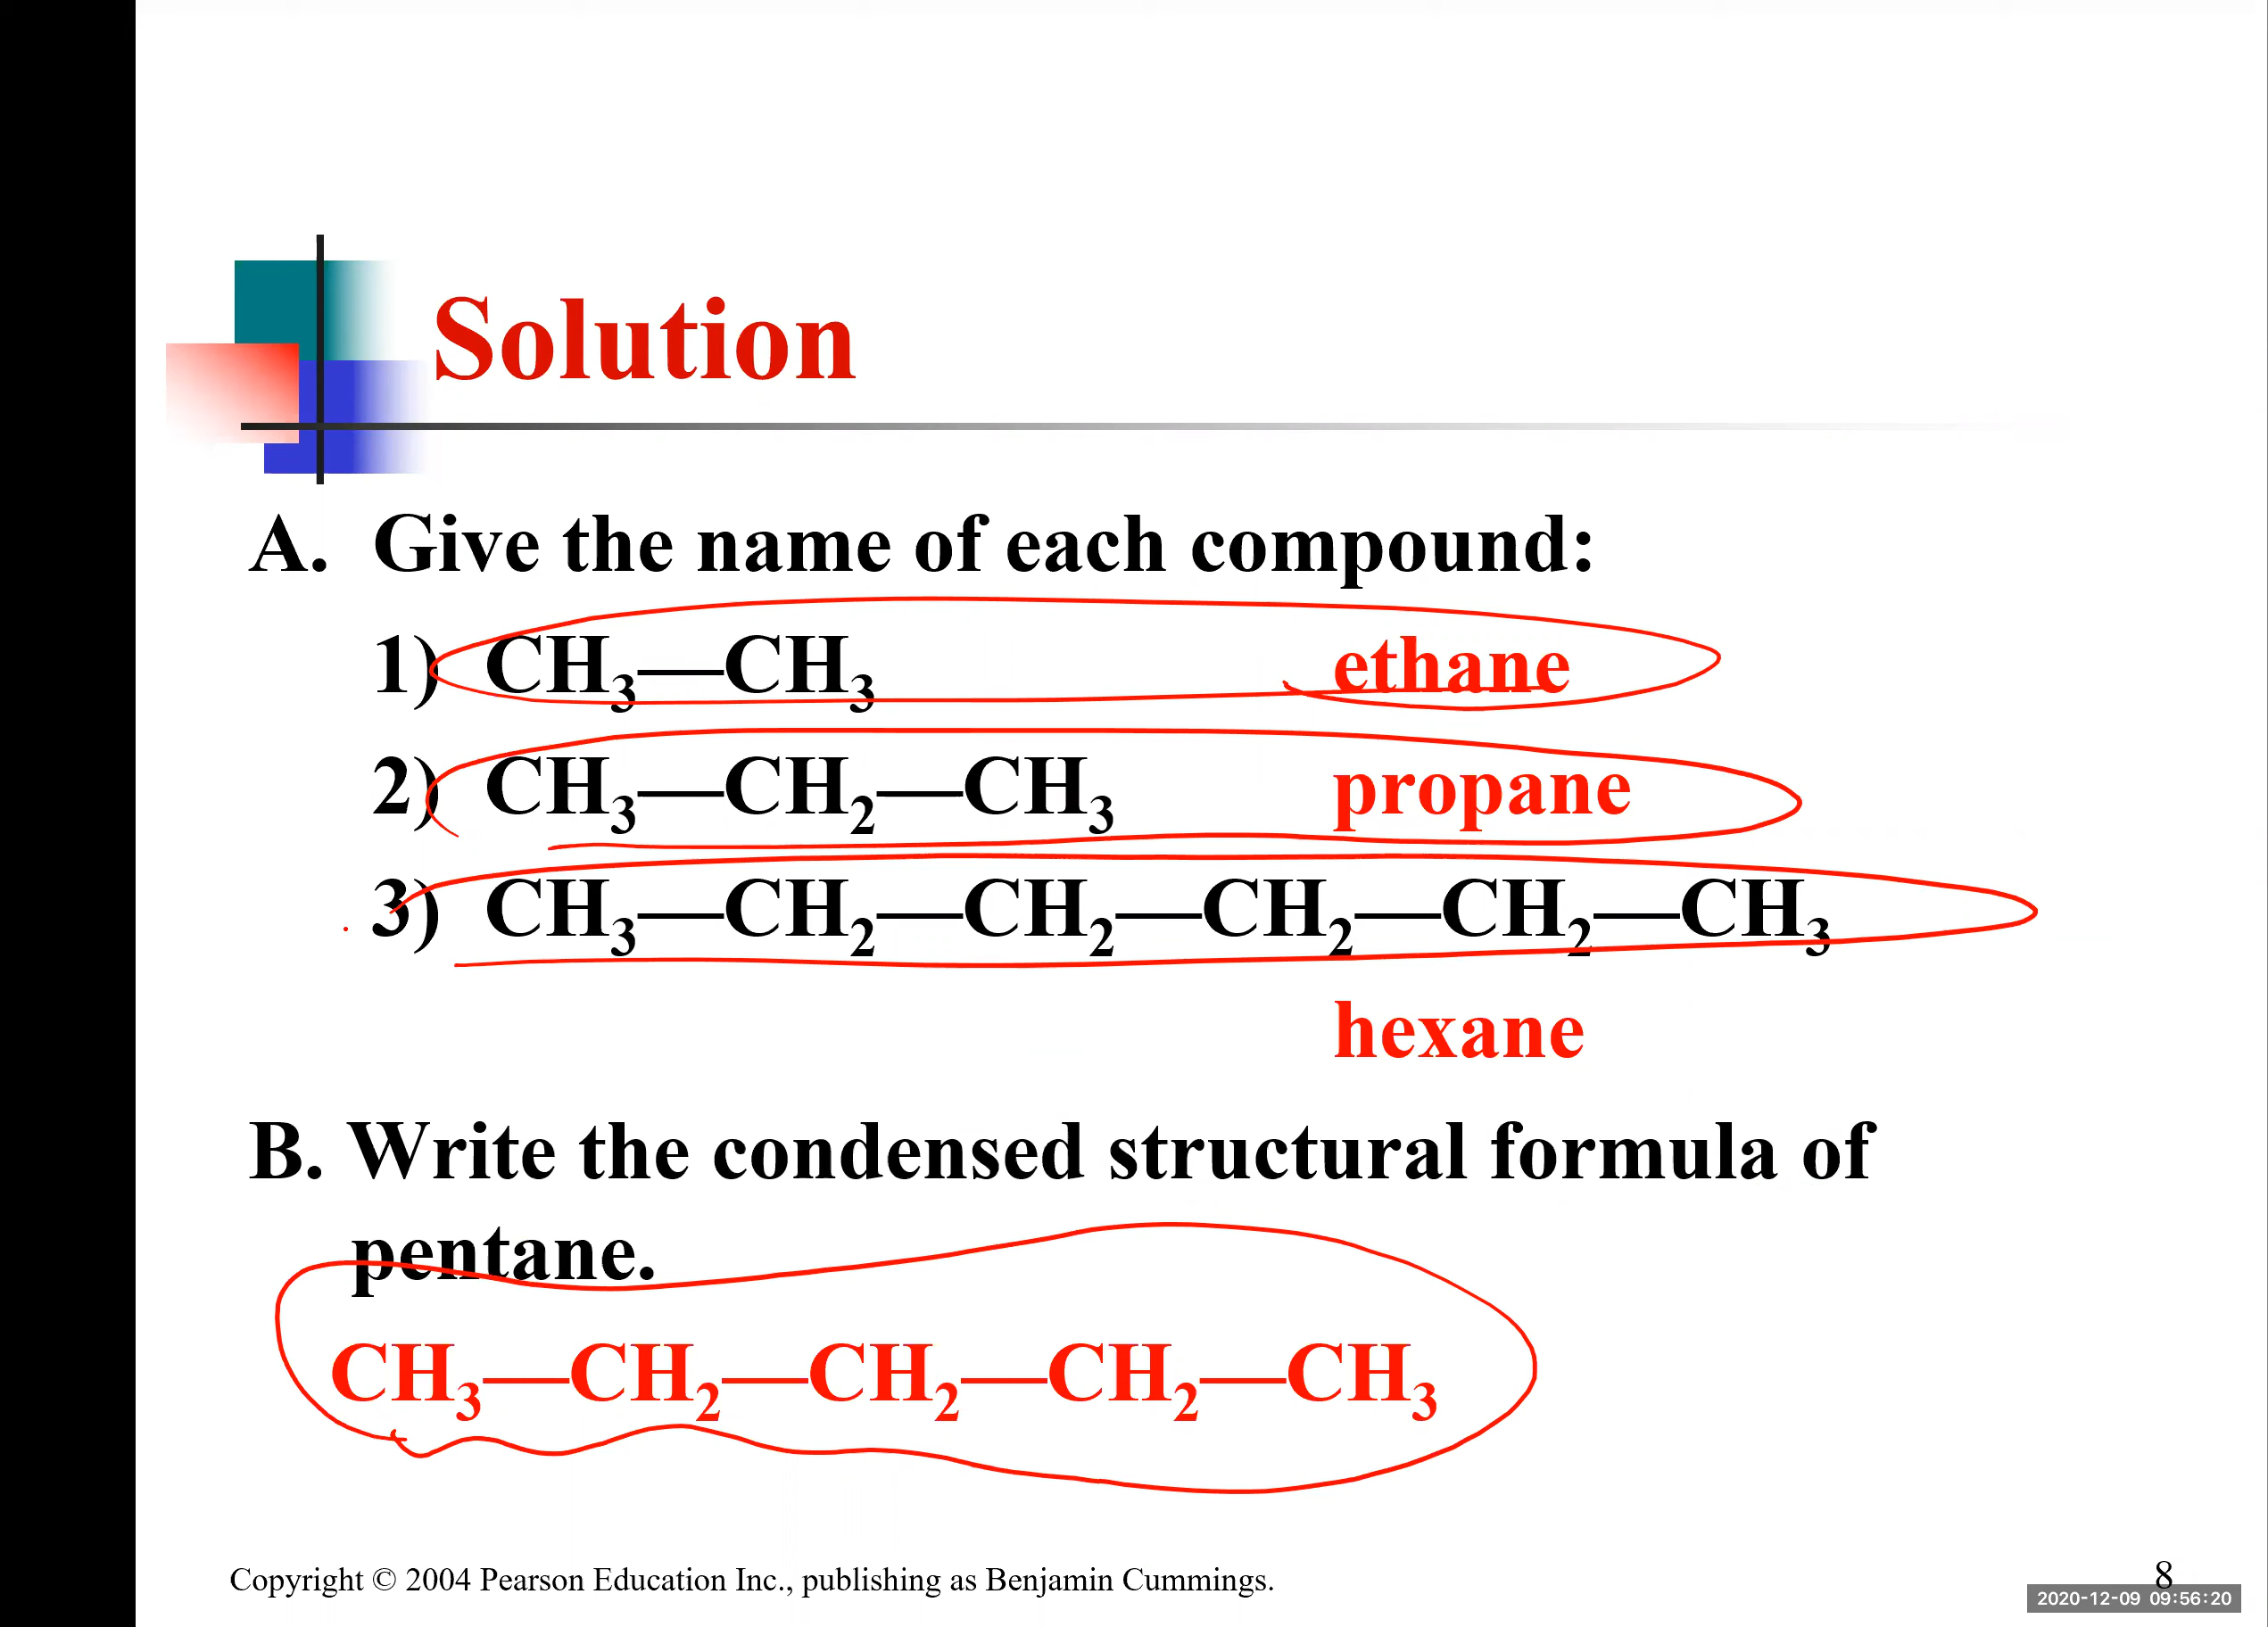 Solution
A. Give the name of each compound:
1) CH₃—CH₃ ethane
2) CH₃—CH₂—CH₃ propane
3) CH₃—CH₂—CH₂—CH₂—CH₂—CH₃
hexane
B. Write the condensed structural formula of
pentane.
CH₃—CH₂—CH₂—CH₂—CH₃
Copyright © 2004 Pearson Education Inc., publishing as Benjamin Cummings.
8
2020-12-09 09:56:20